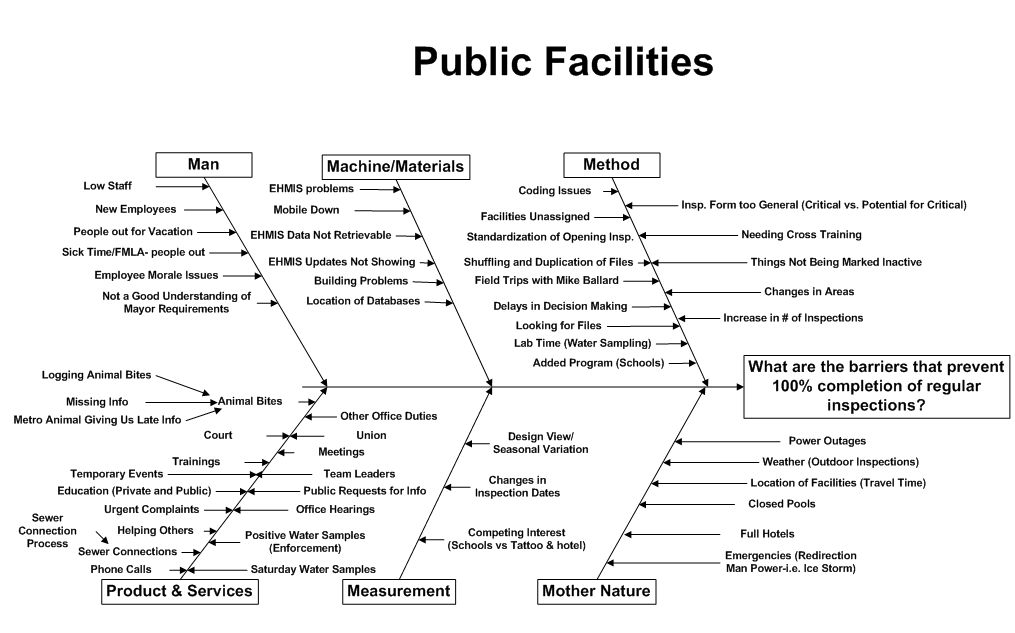 Public Facilities
Man
Low Staff
New Employees
People out for Vacation
Sick Time/FMLA- people out
Employee Morale Issues
Not a Good Understanding of
Mayor Requirements
Machine/Materials
EHMIS problems
Mobile Down
EHMIS Data Not Retrievable
EHMIS Updates Not Showing
Building Problems
Location of Databases
Method
Coding Issues
Insp. Form too General (Critical vs. Potential for Critical)
Facilities Unassigned
Standardization of Opening Insp.
Needing Cross Training
Shuffling and Duplication of Files
Things Not Being Marked Inactive
Field Trips with Mike Ballard
Changes in Areas
Delays in Decision Making
Increase in # of Inspections
Looking for Files
Lab Time (Water Sampling)
Added Program (Schools)
What are the barriers that prevent
100% completion of regular
inspections?
Logging Animal Bites
Missing Info
Animal Bites
Metro Animal Giving Us Late Info
Other Office Duties
Court
Union
Meetings
Trainings
Temporary Events
Team Leaders
Education (Private and Public)
Public Requests for Info
Urgent Complaints
Office Hearings
Sewer
Connection
Process
Helping Others
Positive Water Samples
(Enforcement)
Sewer Connections
Phone Calls
Saturday Water Samples
Product & Services
Design View/
Seasonal Variation
Changes in
Inspection Dates
Competing Interest
(Schools vs Tattoo & hotel)
Measurement
Power Outages
Weather (Outdoor Inspections)
Location of Facilities (Travel Time)
Closed Pools
Full Hotels
Emergencies (Redirection
Man Power-i.e. Ice Storm)
Mother Nature